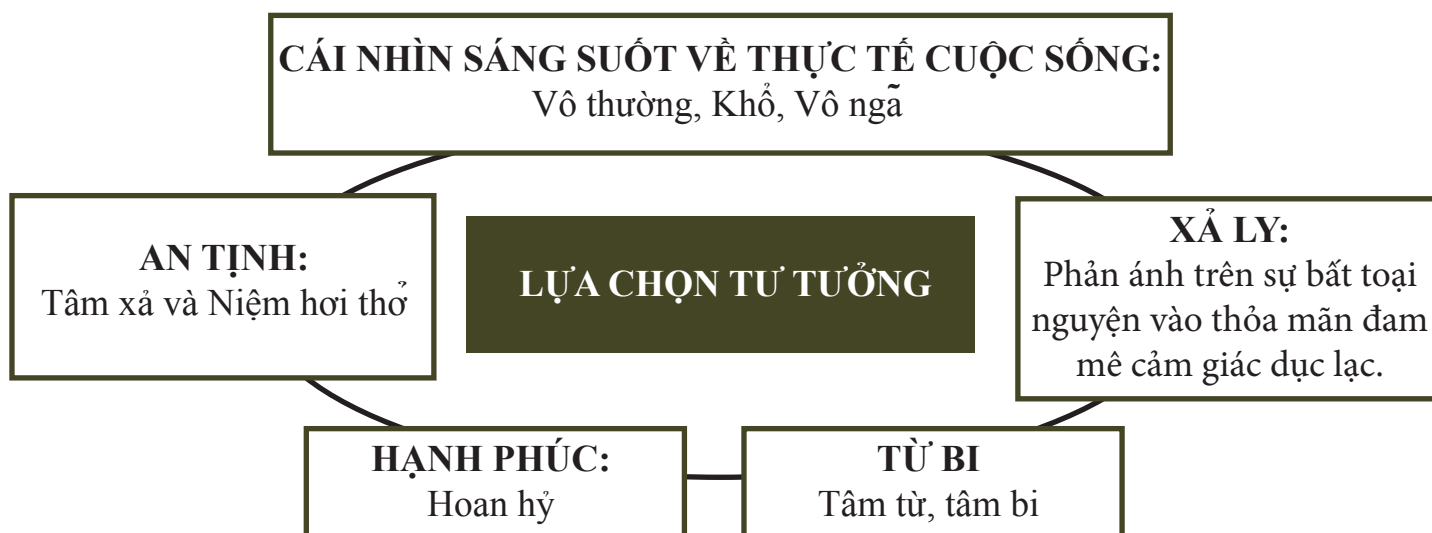 CÁI NHÌN SÁNG SUỐT VỀ THỰC TẾ CUỘC SỐNG:
Vô thường, Khổ, Vô ngã
AN TỊNH:
Tâm xả và Niệm hơi thở
LỰA CHỌN TƯ TƯỞNG
XẢ LY:
Phản ánh trên sự bất toại
nguyện vào thỏa mãn đam
mê cảm giác dục lạc.
HẠNH PHÚC:
Hoan hỷ
TỪ BI
Tâm từ, tâm bi